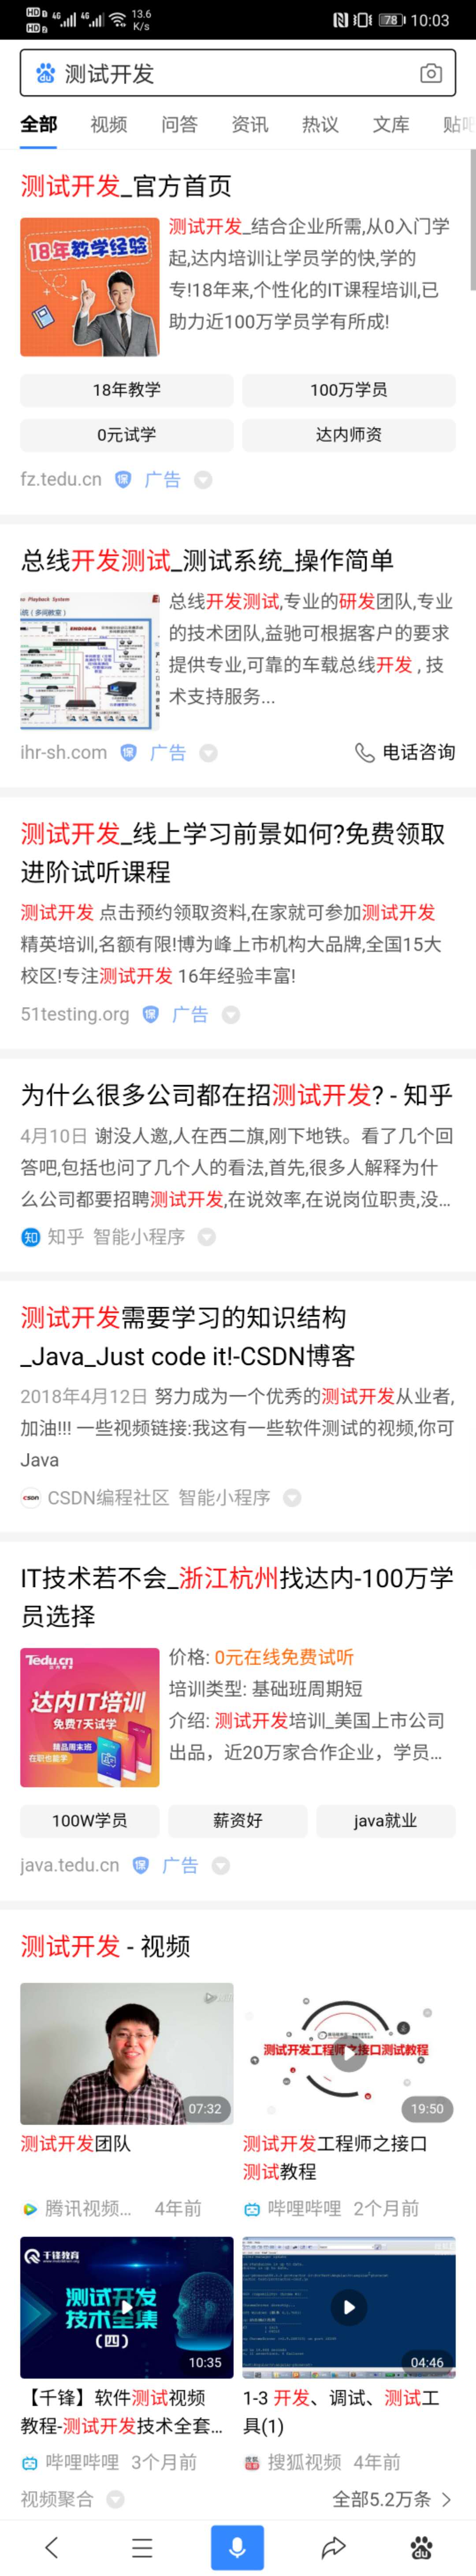 HD 4G 4G 13.6 K/s 78 10:03
HD
测试开发
全部 视频 问答 资讯 热议 文库 贴吧
测试开发_官方首页
18年教学经验
测试开发_结合企业所需,从0入门学
起,达内培训让学员学的快,学的
专!18年来,个性化的IT课程培训,已
助力近100万学员学有所成!
18年教学 100万学员
0元试学 达内师资
fz.tedu.cn 保 广告
总线开发测试_测试系统_操作简单
Playback System
统(多间教室)
总线开发测试,专业的研发团队,专业
的技术团队,益驰可根据客户的要求
提供专业,可靠的车载总线开发 , 技
术支持服务...
ihr-sh.com 保 广告 电话咨询
测试开发_线上学习前景如何?免费领取
进阶试听课程
测试开发 点击预约领取资料,在家就可参加测试开发
精英培训,名额有限!博为峰上市机构大品牌,全国15大
校区!专注测试开发 16年经验丰富!
51testing.org 保 广告
为什么很多公司都在招测试开发? - 知乎
4月10日 谢没人邀,人在西二旗,刚下地铁。看了几个回
答吧,包括也问了几个人的看法,首先,很多人解释为什
么公司都要招聘测试开发,在说效率,在说岗位职责,没...
知 知乎 智能小程序
测试开发需要学习的知识结构
_Java_Just code it!-CSDN博客
2018年4月12日 努力成为一个优秀的测试开发从业者,
加油!!! 一些视频链接:我这有一些软件测试的视频,你可
Java
CSDN CSDN编程社区 智能小程序
IT技术若不会_浙江杭州找达内-100万学
员选择
Tedu.cn
达内IT培训
免费7天试学
精品周末班
在职也能学
价格: 0元在线免费试听
培训类型: 基础班周期短
介绍: 测试开发培训_美国上市公司
出品，近20万家合作企业，学员...
100W学员 薪资好 java就业
java.tedu.cn 保 广告
测试开发 - 视频
07:32
测试开发工程师之接口测试教程
19:50
测试开发团队
测试开发工程师之接口
测试教程
腾讯视频... 4年前
哔哩哔哩 2个月前
千锋教育
测试开发
技术全集
(四)
10:35
04:46
【千锋】软件测试视频
教程-测试开发技术全套...
1-3 开发、调试、测试工
具(1)
哔哩哔哩 3个月前
搜狐视频 4年前
视频聚合 全部5.2万条
du